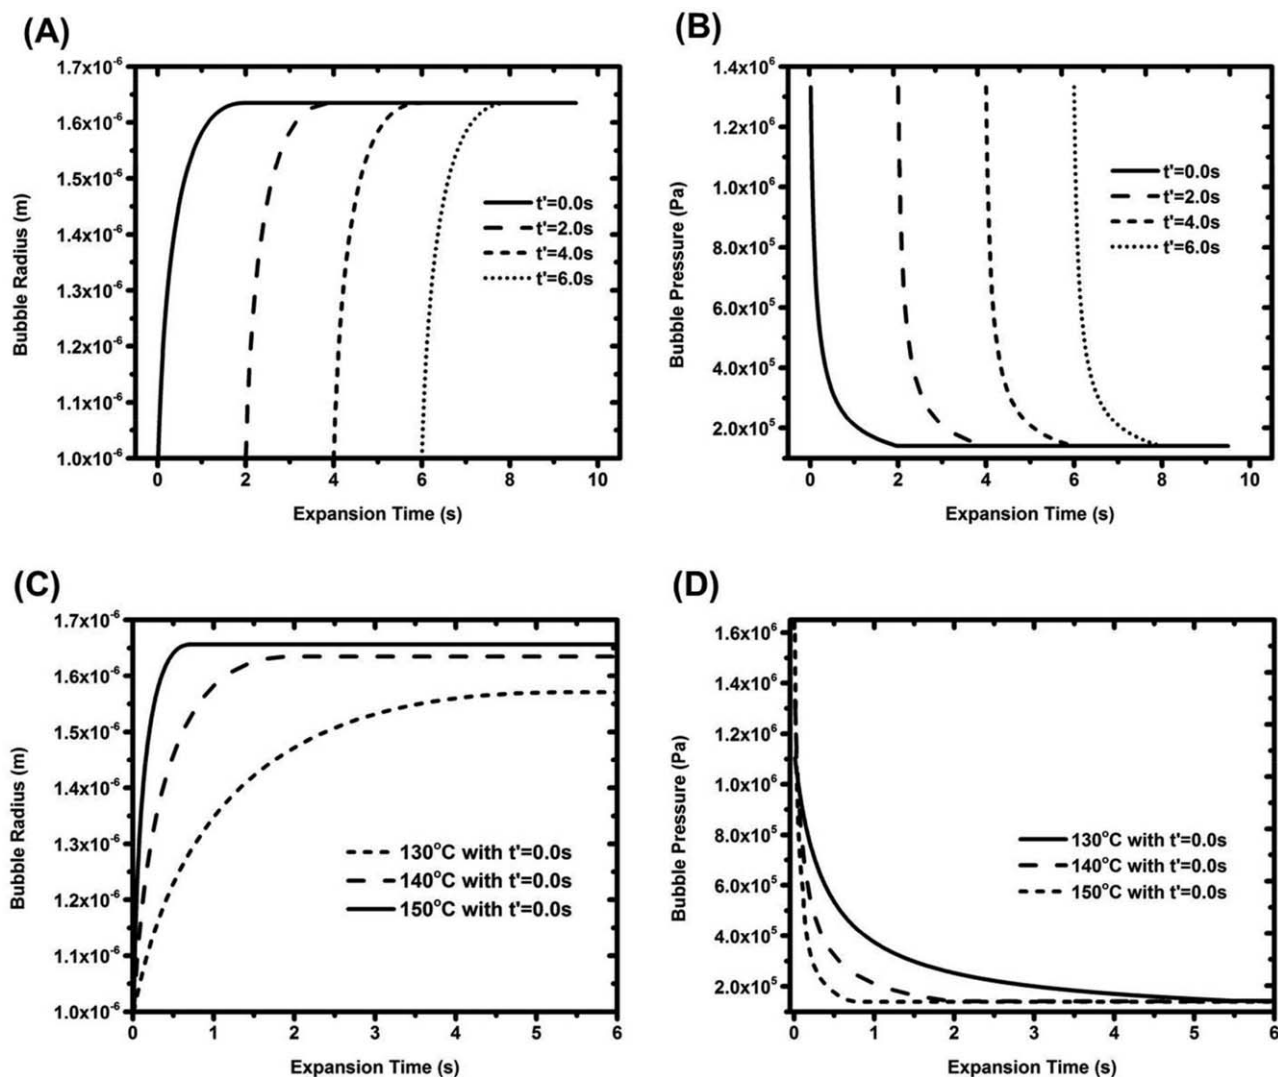 (A)
1.7x10⁻⁶
1.6x10⁻⁶
1.5x10⁻⁶
1.4x10⁻⁶
1.3x10⁻⁶
1.2x10⁻⁶
1.1x10⁻⁶
1.0x10⁻⁶
Bubble Radius (m)
t'=0.0s
t'=2.0s
t'=4.0s
t'=6.0s
0 2 4 6 8 10
Expansion Time (s)
(B)
1.4x10⁶
1.2x10⁶
1.0x10⁶
8.0x10⁵
6.0x10⁵
4.0x10⁵
2.0x10⁵
Bubble Pressure (Pa)
t'=0.0s
t'=2.0s
t'=4.0s
t'=6.0s
0 2 4 6 8 10
Expansion Time (s)
(C)
1.7x10⁻⁶
1.6x10⁻⁶
1.5x10⁻⁶
1.4x10⁻⁶
1.3x10⁻⁶
1.2x10⁻⁶
1.1x10⁻⁶
1.0x10⁻⁶
Bubble Radius (m)
130°C with t'=0.0s
140°C with t'=0.0s
150°C with t'=0.0s
0 1 2 3 4 5 6
Expansion Time (s)
(D)
1.6x10⁶
1.4x10⁶
1.2x10⁶
1.0x10⁶
8.0x10⁵
6.0x10⁵
4.0x10⁵
2.0x10⁵
Bubble Pressure (Pa)
130°C with t'=0.0s
140°C with t'=0.0s
150°C with t'=0.0s
0 1 2 3 4 5 6
Expansion Time (s)